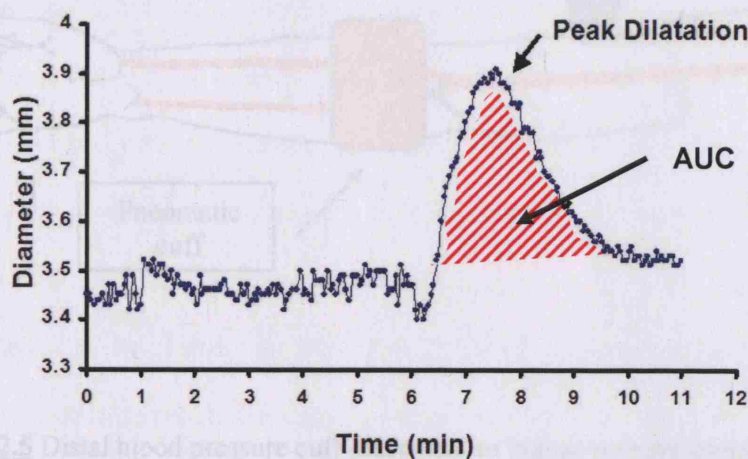 Peak Dilatation
AUC
Pneumatic
cuff
Diameter (mm)
4
3.9
3.8
3.7
3.6
3.5
3.4
3.3
0 1 2 3 4 5 6 7 8 9 10 11 12
2.5 Distal blood pressure cuff
Time (min)